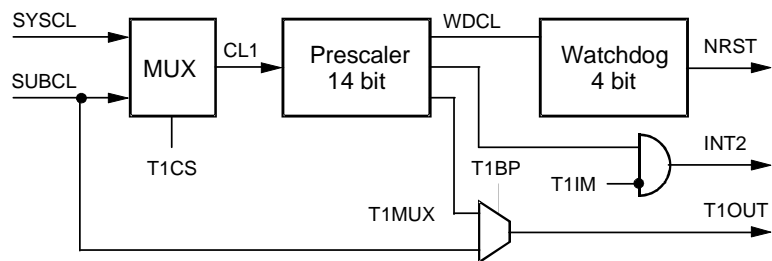 SYSCL
SUBCL
MUX
T1CS
CL1
Prescaler
14 bit
WDCL
Watchdog
4 bit
NRST
INT2
T1BP
T1IM
T1MUX
T1OUT